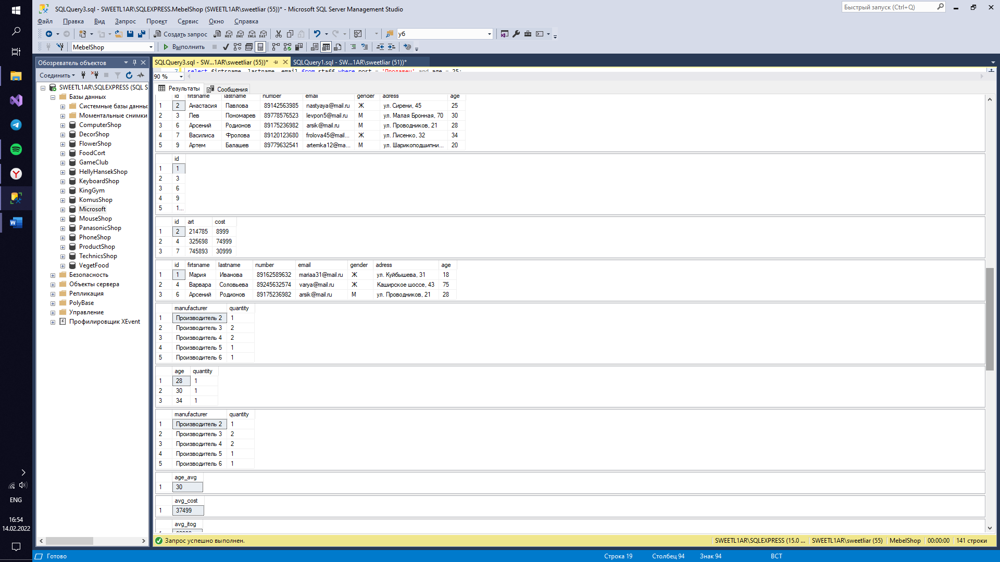 SQLQuery3.sql - SWEETL1AR\SQLEXPRESS.MebelShop (SWEETL1AR\sweetliar (55))* - Microsoft SQL Server Management Studio
Быстрый запуск (Ctrl+Q)
Файл Правка Вид Запрос Проект Сервис Окно Справка
Создать запрос MDX DMX XMLA DAX уб
MebelShop Выполнить
Обозреватель объектов
Соединить
SWEETL1AR\SQLEXPRESS (SQL S
Базы данных
Системные базы данны
Моментальные снимки
ComputerShop
DecorShop
FlowerShop
FoodCort
GameClub
HellyHansekShop
KeyboardShop
KingGym
KomusShop
Microsoft
MouseShop
PanasonicShop
PhoneShop
ProductShop
TechnicsShop
VegetFood
Безопасность
Объекты сервера
Репликация
PolyBase
Управление
Профилировщик XEvent
SQLQuery3.sql - SW...1AR\sweetliar (55))* SQLQuery1.sql - SW...1AR\sweetliar (51))*
7 select firtsname, lastname, email from staff where post = 'Продавец' and age = 25;
90 %
Результаты Сообщения
id firtsname lastname number email gender adress age
1 2 Анастасия Павлова 89142563985 nastyaya@mail.ru Ж ул. Сирени, 45 25
2 3 Лев Пономарев 89778576523 levpon5@mail.ru М ул. Малая Бронная, 70 30
3 6 Арсений Родионов 89175236982 arsik@mail.ru М ул. Проводников, 21 28
4 7 Василиса Фролова 89120123680 frolova45@mail... Ж ул. Лисенко, 32 34
5 9 Артем Балашев 89779632541 artemka12@ma... М ул. Шарикоподшипни... 20
id
1 1
2 3
3 6
4 9
5 1...
id art cost
1 2 214785 8999
2 4 325698 74999
3 7 745893 30999
id firtsname lastname number email gender adress age
1 1 Мария Иванова 89162589632 mariaa31@mail.ru Ж ул. Куйбышева, 31 18
2 4 Варвара Соловьева 89245632574 varya@mail.ru Ж Каширское шоссе, 43 75
3 6 Арсений Родионов 89175236982 arsik@mail.ru М ул. Проводников, 21 28
manufacturer quantity
1 Производитель 2 1
2 Производитель 3 2
3 Производитель 4 2
4 Производитель 5 1
5 Производитель 6 1
age quantity
1 28 1
2 30 1
3 34 1
manufacturer quantity
1 Производитель 2 1
2 Производитель 3 2
3 Производитель 4 2
4 Производитель 5 1
5 Производитель 6 1
age_avg
1 30
avg_cost
1 37499
avg_itog
Запрос успешно выполнен. SWEETL1AR\SQLEXPRESS (15.0 ... SWEETL1AR\sweetliar (55) MebelShop 00:00:00 141 строки
Готово Строка 19 Столбец 94 Знак 94 ВСТ
ENG
16:54
14.02.2022